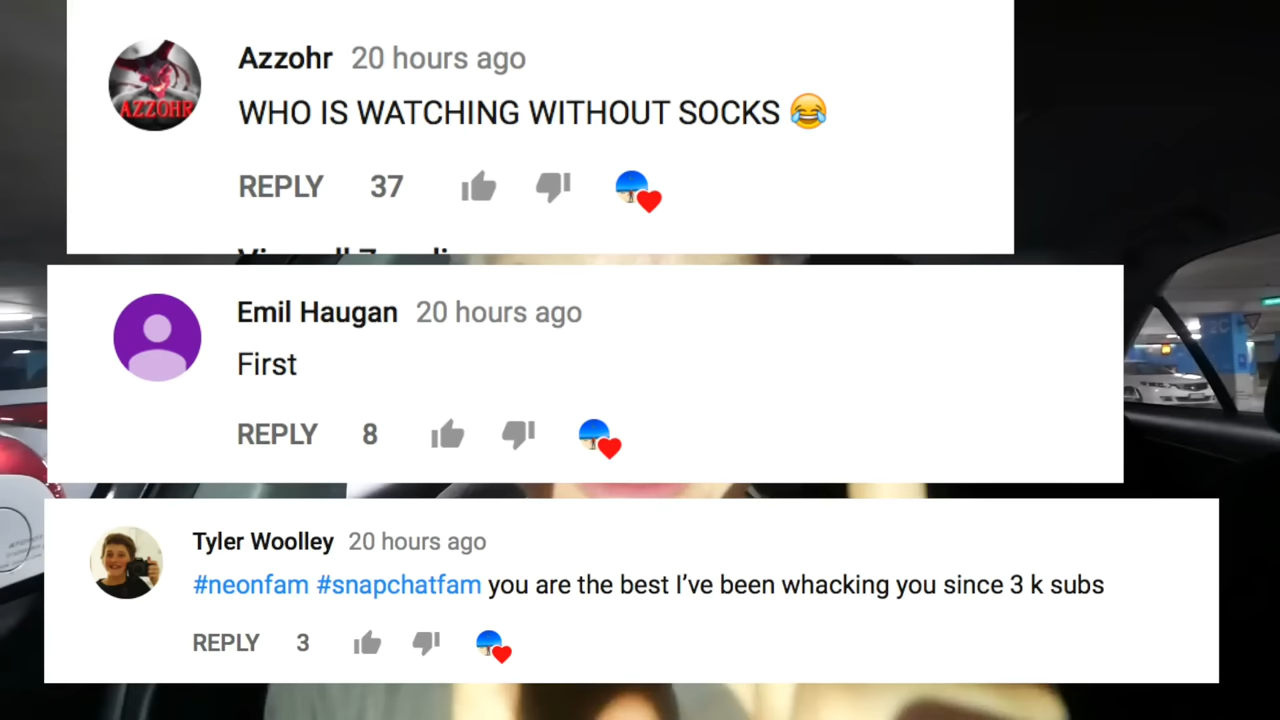 AZZOHR
Azzohr 20 hours ago
WHO IS WATCHING WITHOUT SOCKS 😂
REPLY 37
Emil Haugan 20 hours ago
First
REPLY 8
Tyler Woolley 20 hours ago
#neonfam #snapchatfam you are the best I've been whacking you since 3 k subs
REPLY 3